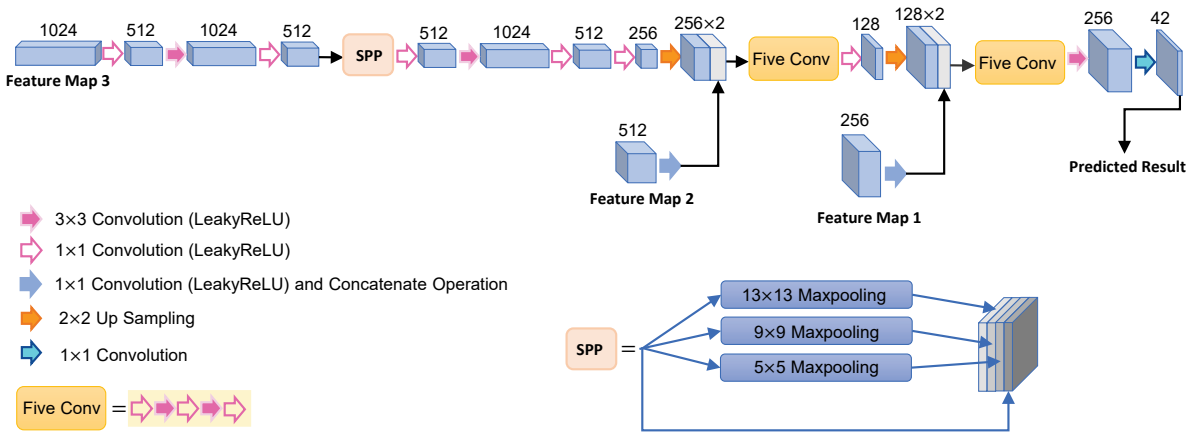 1024
512
1024
512
512
1024
512
256
256×2
128
128×2
256
42
SPP
Five Conv
Five Conv
Feature Map 3
512
256
Predicted Result
Feature Map 2
Feature Map 1
3×3 Convolution (LeakyReLU)
1×1 Convolution (LeakyReLU)
1×1 Convolution (LeakyReLU) and Concatenate Operation
2×2 Up Sampling
1×1 Convolution
Five Conv =
SPP =
13×13 Maxpooling
9×9 Maxpooling
5×5 Maxpooling